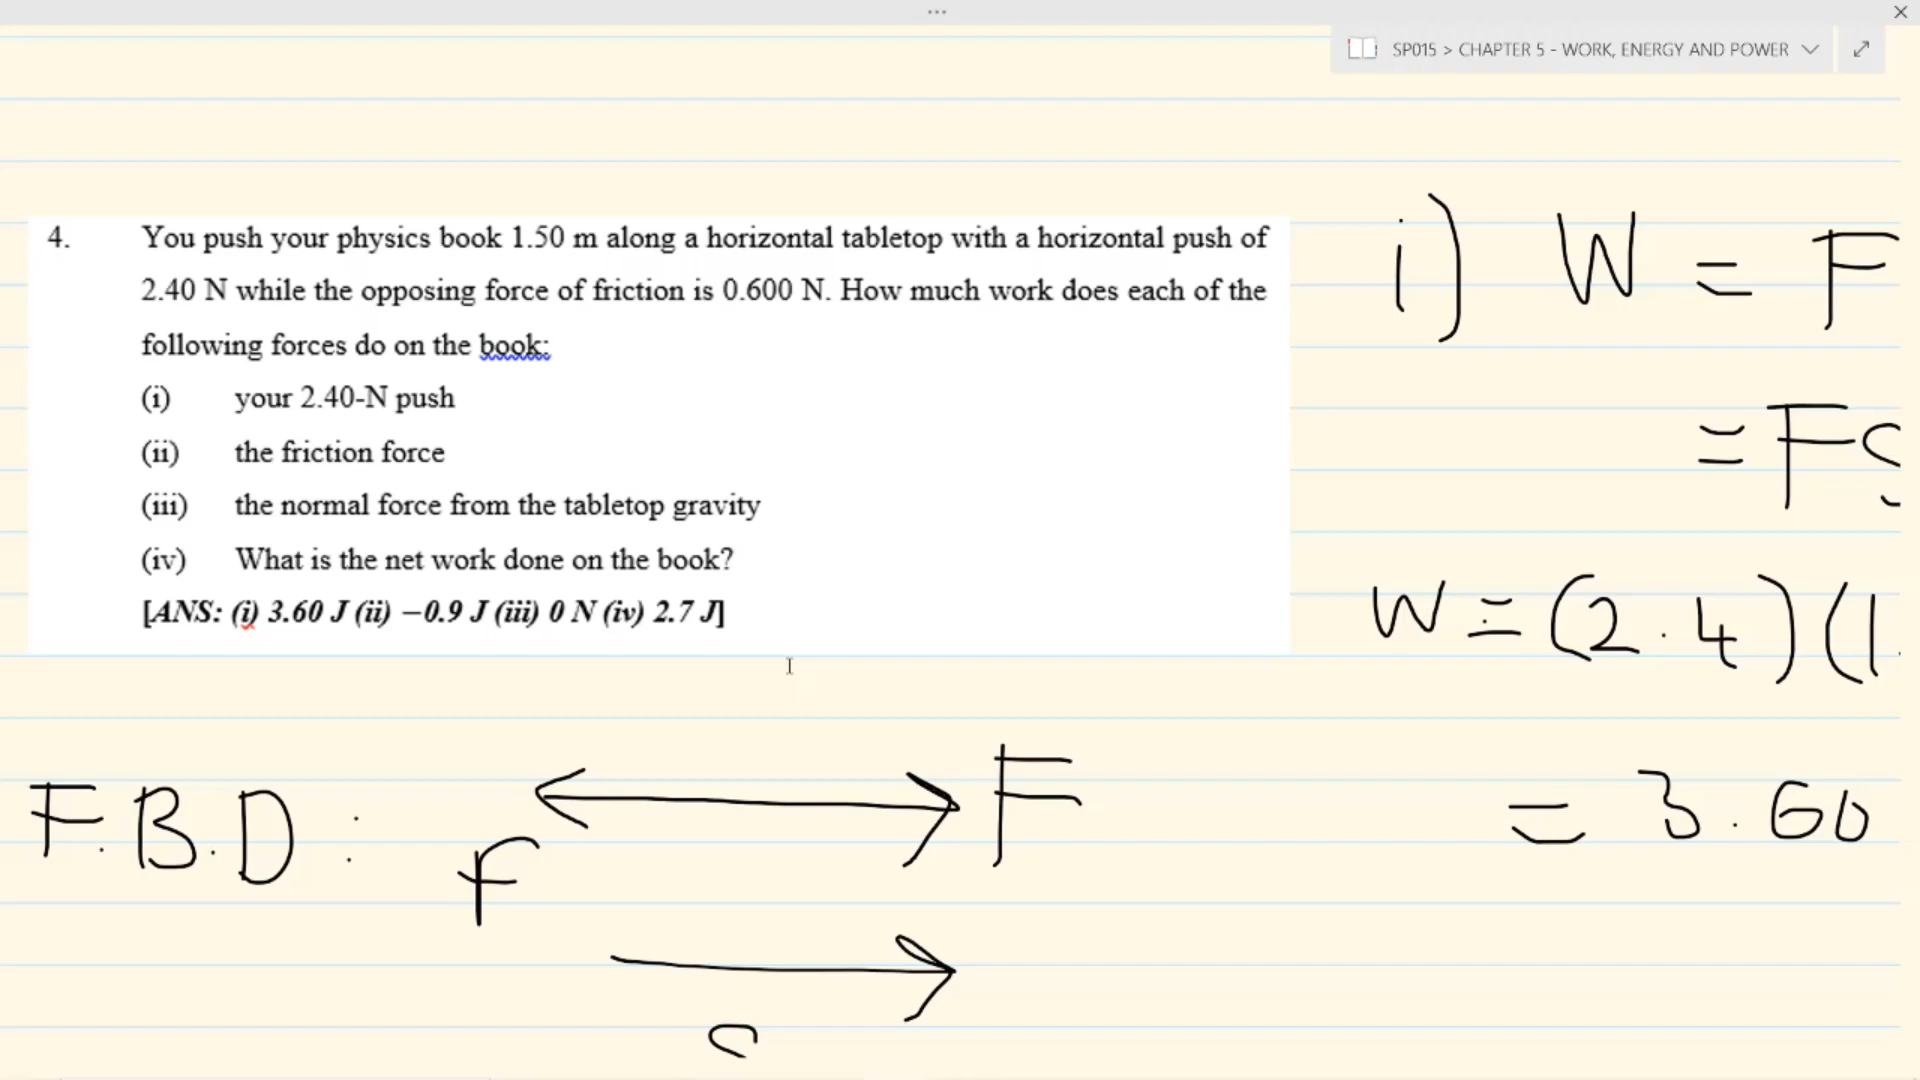 SP015 > CHAPTER 5 - WORK, ENERGY AND POWER
4. You push your physics book 1.50 m along a horizontal tabletop with a horizontal push of
2.40 N while the opposing force of friction is 0.600 N. How much work does each of the
following forces do on the book:
(i) your 2.40-N push
(ii) the friction force
(iii) the normal force from the tabletop gravity
(iv) What is the net work done on the book?
[ANS: (i) 3.60 J (ii) −0.9 J (iii) 0 N (iv) 2.7 J]
i) W = F
= Fs
W = (2.4)(1.
= 3.60
F.B.D :
f
F
s